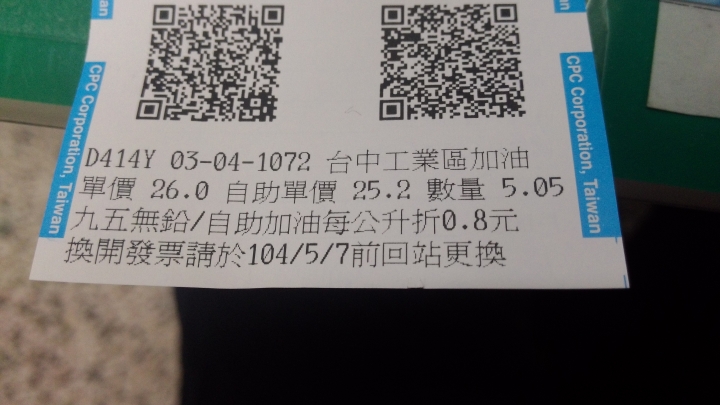 D414Y 03-04-1072 台中工業區加油
單價 26.0 自助單價 25.2 數量 5.05
九五無鉛/自助加油每公升折0.8元
換開發票請於104/5/7前回站更換
CPC Corporation, Taiwan
CPC Corporation, Taiwan